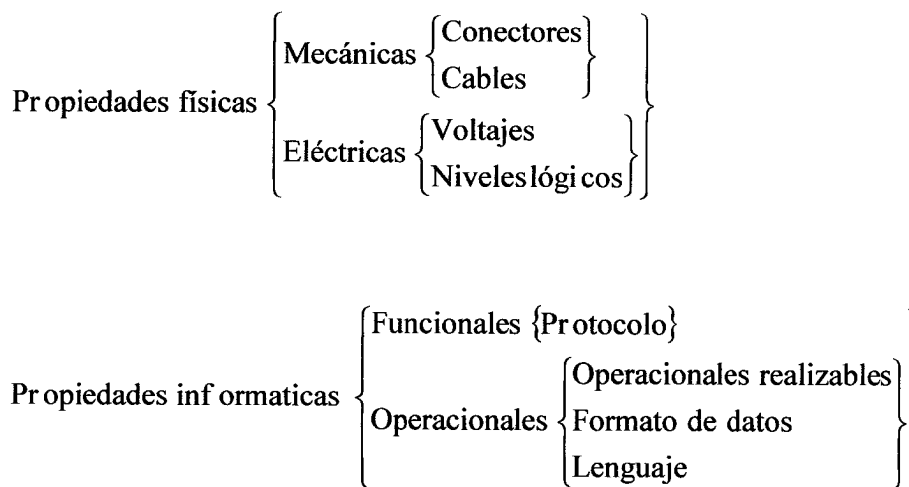 Propiedades físicas
Mecánicas
Conectores
Cables
Eléctricas
Voltajes
Niveles lógicos
Propiedades informaticas
Funcionales {Protocolo}
Operacionales
Operacionales realizables
Formato de datos
Lenguaje